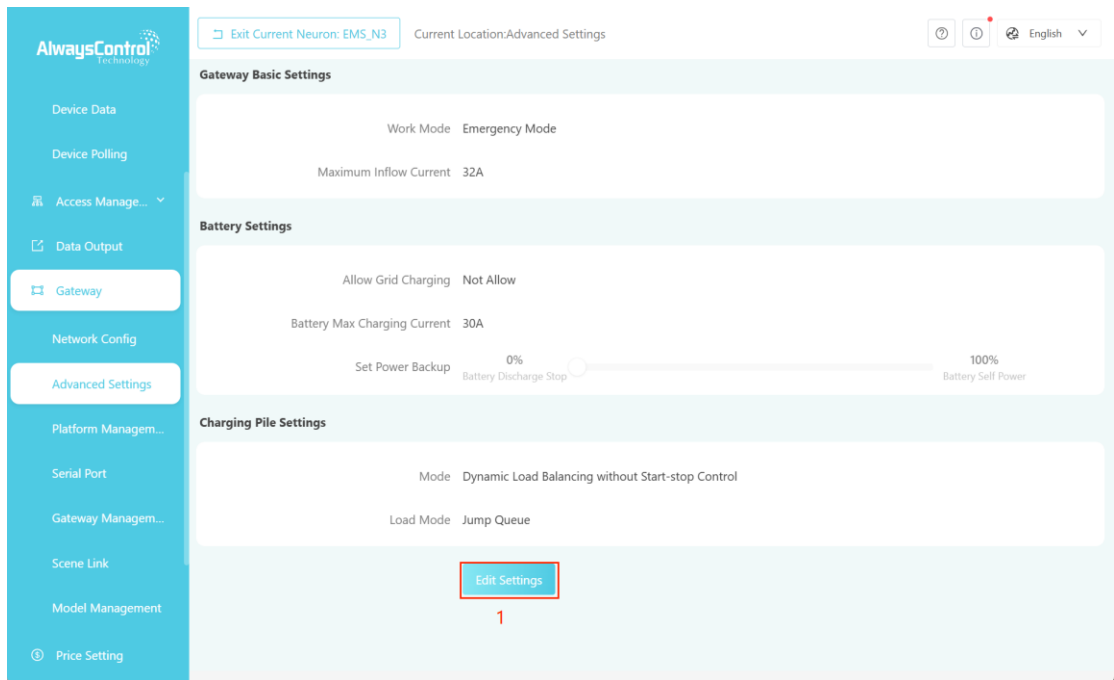 AlwaysControl
Technology
Device Data
Device Polling
Access Manage...
Data Output
Gateway
Network Config
Advanced Settings
Platform Managem...
Serial Port
Gateway Managem...
Scene Link
Model Management
Price Setting
Exit Current Neuron: EMS_N3
Current Location:Advanced Settings
English
Gateway Basic Settings
Work Mode Emergency Mode
Maximum Inflow Current 32A
Battery Settings
Allow Grid Charging Not Allow
Battery Max Charging Current 30A
Set Power Backup 0% 100%
Battery Discharge Stop Battery Self Power
Charging Pile Settings
Mode Dynamic Load Balancing without Start-stop Control
Load Mode Jump Queue
Edit Settings
1